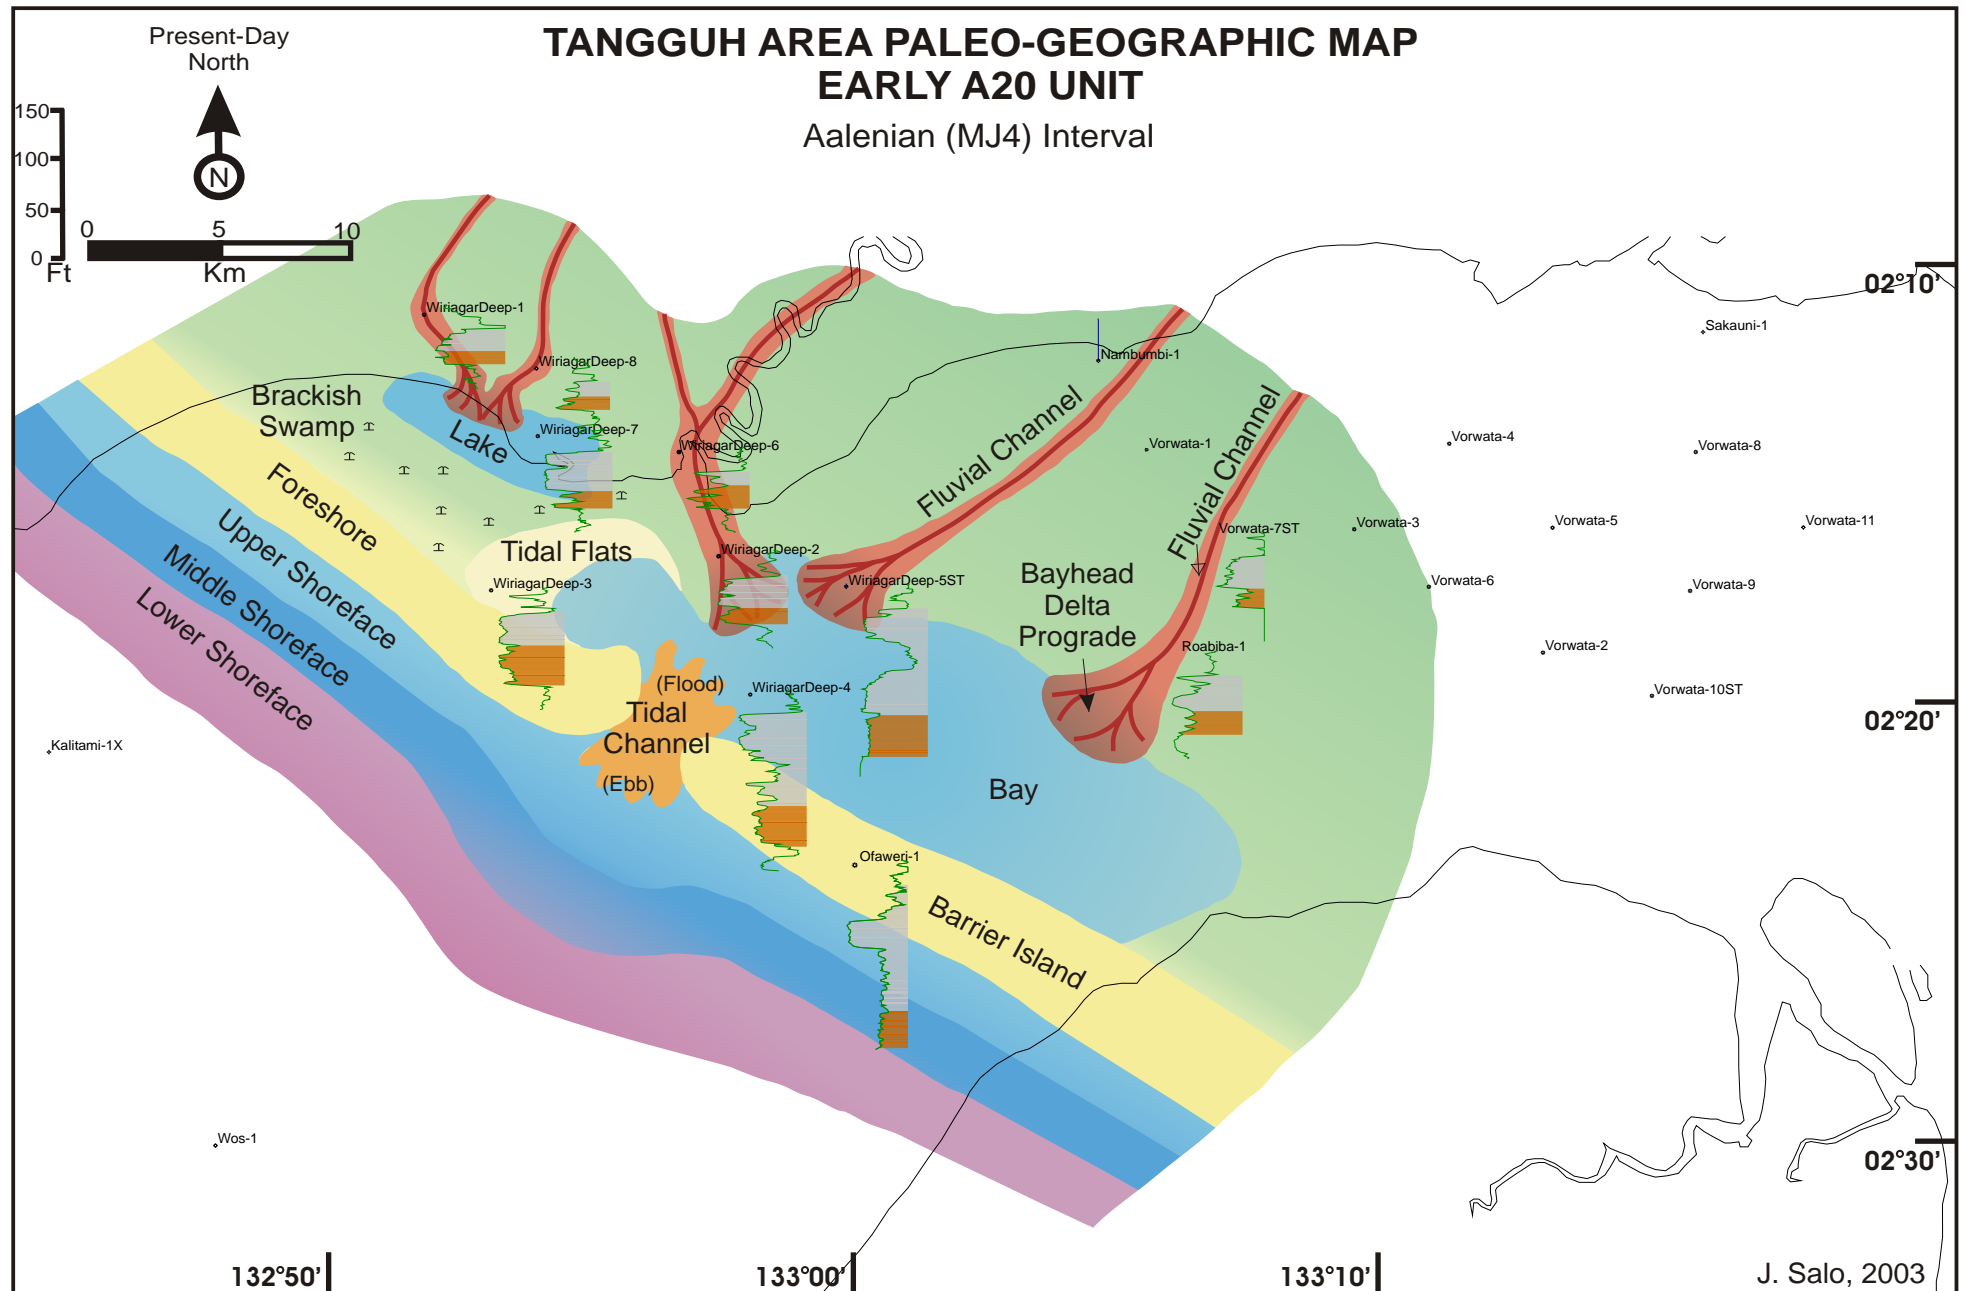 TANGGUH AREA PALEO-GEOGRAPHIC MAP
EARLY A20 UNIT
Aalenian (MJ4) Interval
Present-Day
North
N
150
100
50
0
Ft
0
5
10
Km
02°10'
02°20'
02°30'
132°50'
133°00'
133°10'
WiriagarDeep-1
WiriagarDeep-8
WiriagarDeep-7
WiriagarDeep-6
WiriagarDeep-2
WiriagarDeep-3
WiriagarDeep-5ST
WiriagarDeep-4
Nambumbi-1
Sakauni-1
Vorwata-1
Vorwata-4
Vorwata-8
Vorwata-7ST
Vorwata-3
Vorwata-5
Vorwata-11
Vorwata-6
Vorwata-9
Vorwata-2
Vorwata-10ST
Roabiba-1
Ofaweri-1
Kalitami-1X
Wos-1
Brackish
Swamp
Lake
Foreshore
Tidal Flats
Upper Shoreface
Middle Shoreface
Lower Shoreface
Fluvial Channel
Fluvial Channel
Bayhead
Delta
Prograde
(Flood)
Tidal
Channel
(Ebb)
Bay
Barrier Island
J. Salo, 2003